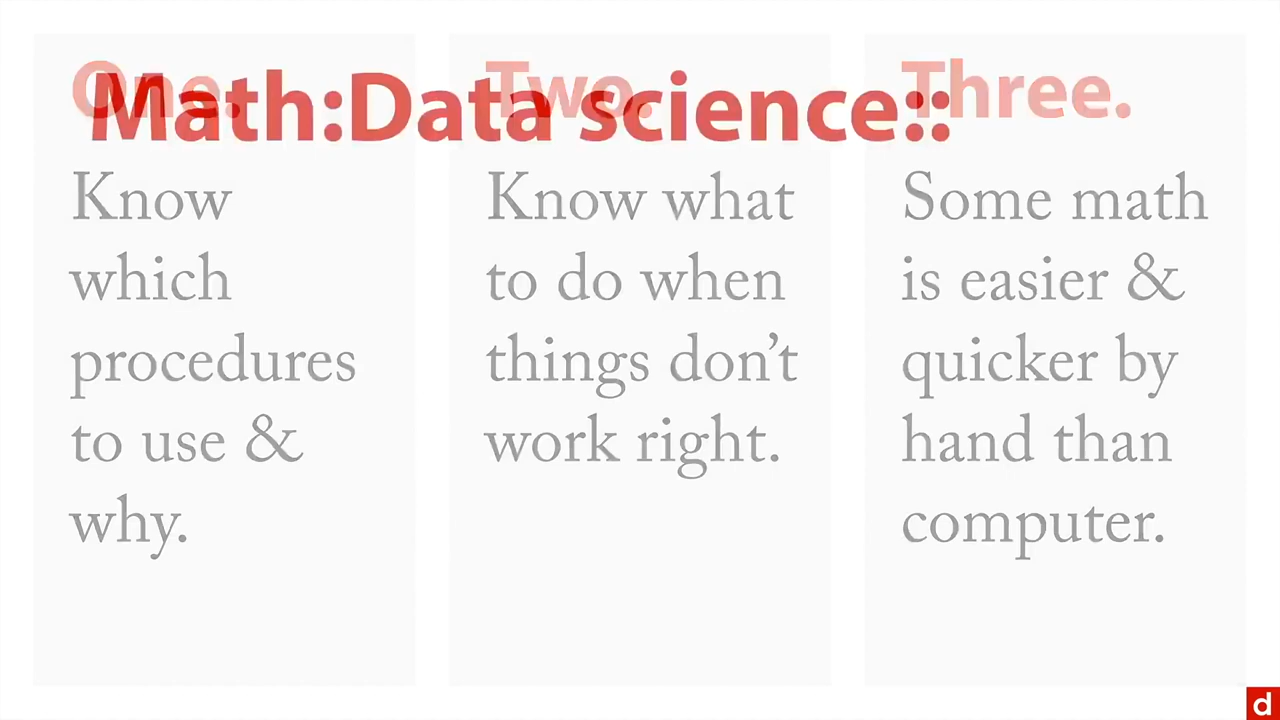 Math:Data science::
One.
Know
which
procedures
to use &
why.
Two.
Know what
to do when
things don’t
work right.
Three.
Some math
is easier &
quicker by
hand than
computer.
d